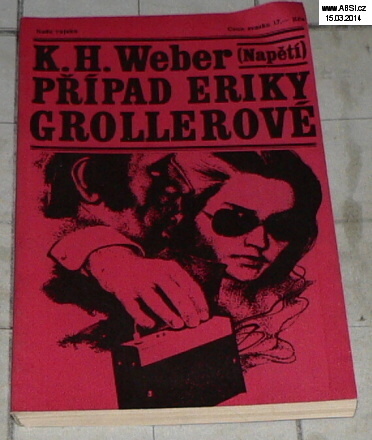 www.ABSI.cz
15.03.2014
K.H.Weber (Napětí)
PŘÍPAD ERIKY
GROLLEROVÉ